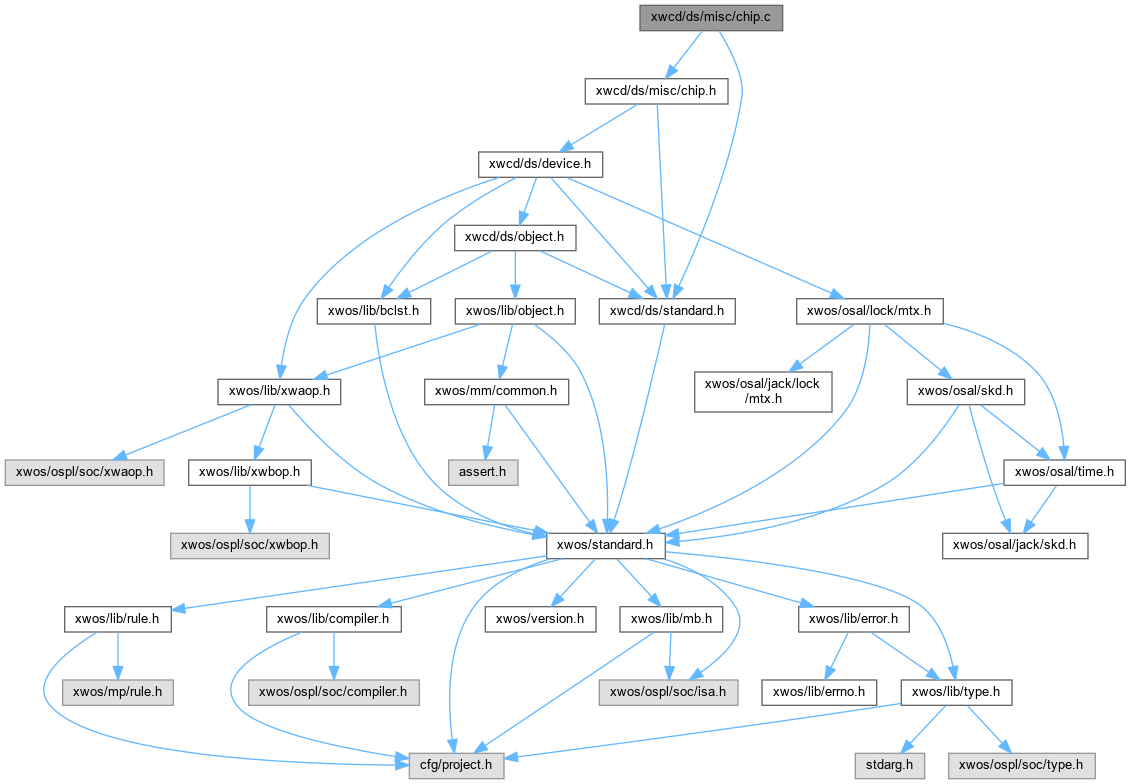 xwcd/ds/misc/chip.c
xwcd/ds/misc/chip.h
xwcd/ds/device.h
xwcd/ds/object.h
xwos/lib/bclst.h
xwos/lib/object.h
xwcd/ds/standard.h
xwos/osal/lock/mtx.h
xwos/lib/xwaop.h
xwos/mm/common.h
xwos/osal/jack/lock
/mtx.h
xwos/osal/skd.h
xwos/ospl/soc/xwaop.h
xwos/lib/xwbop.h
assert.h
xwos/osal/time.h
xwos/ospl/soc/xwbop.h
xwos/standard.h
xwos/osal/jack/skd.h
xwos/lib/rule.h
xwos/lib/compiler.h
xwos/version.h
xwos/lib/mb.h
xwos/lib/error.h
xwos/mp/rule.h
xwos/ospl/soc/compiler.h
xwos/ospl/soc/isa.h
xwos/lib/errno.h
xwos/lib/type.h
cfg/project.h
stdarg.h
xwos/ospl/soc/type.h